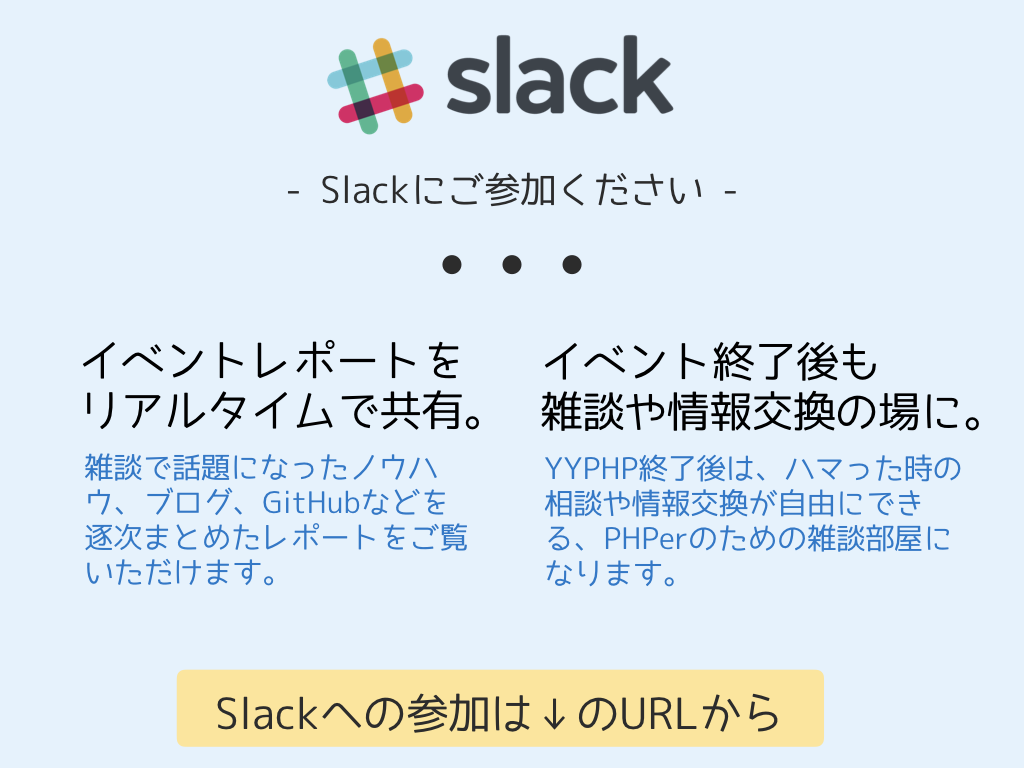 slack
- Slackにご参加ください -
• • •
イベントレポートを
リアルタイムで共有。
雑談で話題になったノウハ
ウ、ブログ、GitHubなどを
逐次まとめたレポートをご覧
いただけます。
イベント終了後も
雑談や情報交換の場に。
YYPHP終了後は、ハマった時の
相談や情報交換が自由にでき
る、PHPerのための雑談部屋に
なります。
Slackへの参加は↓のURLから